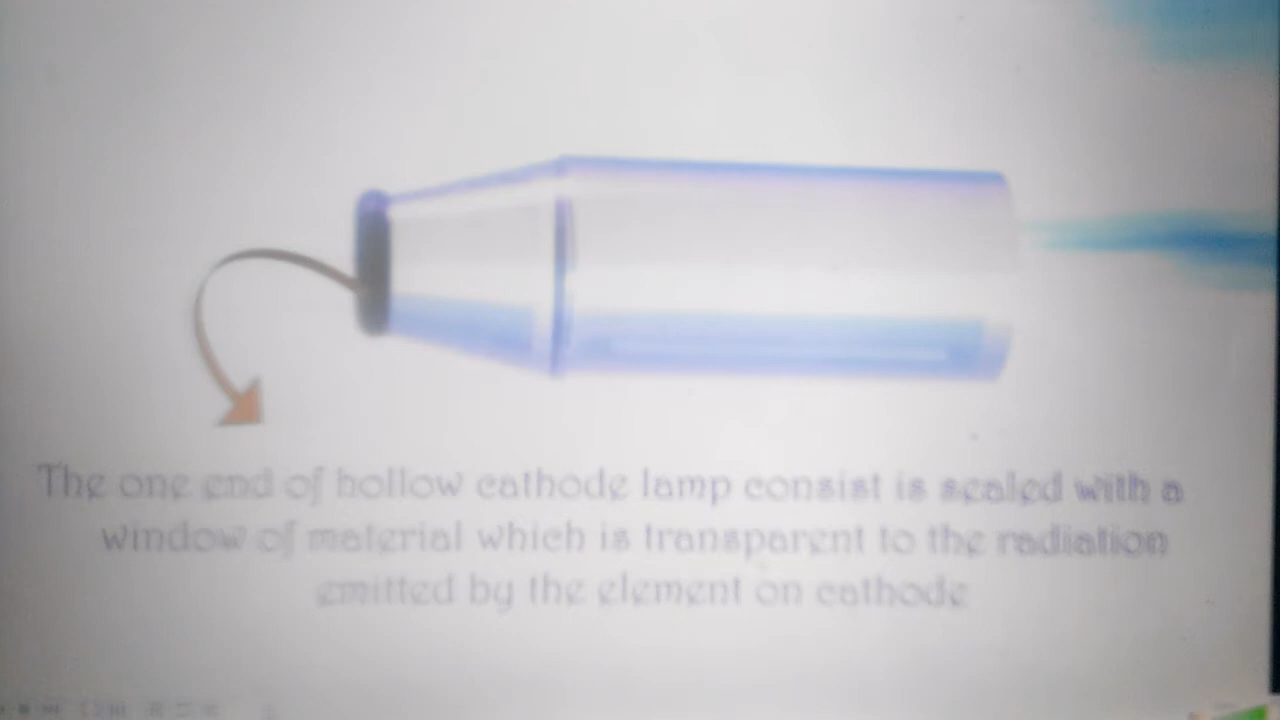 The one end of hollow cathode lamp consist is sealed with a
window of material which is transparent to the radiation
emitted by the element on cathode